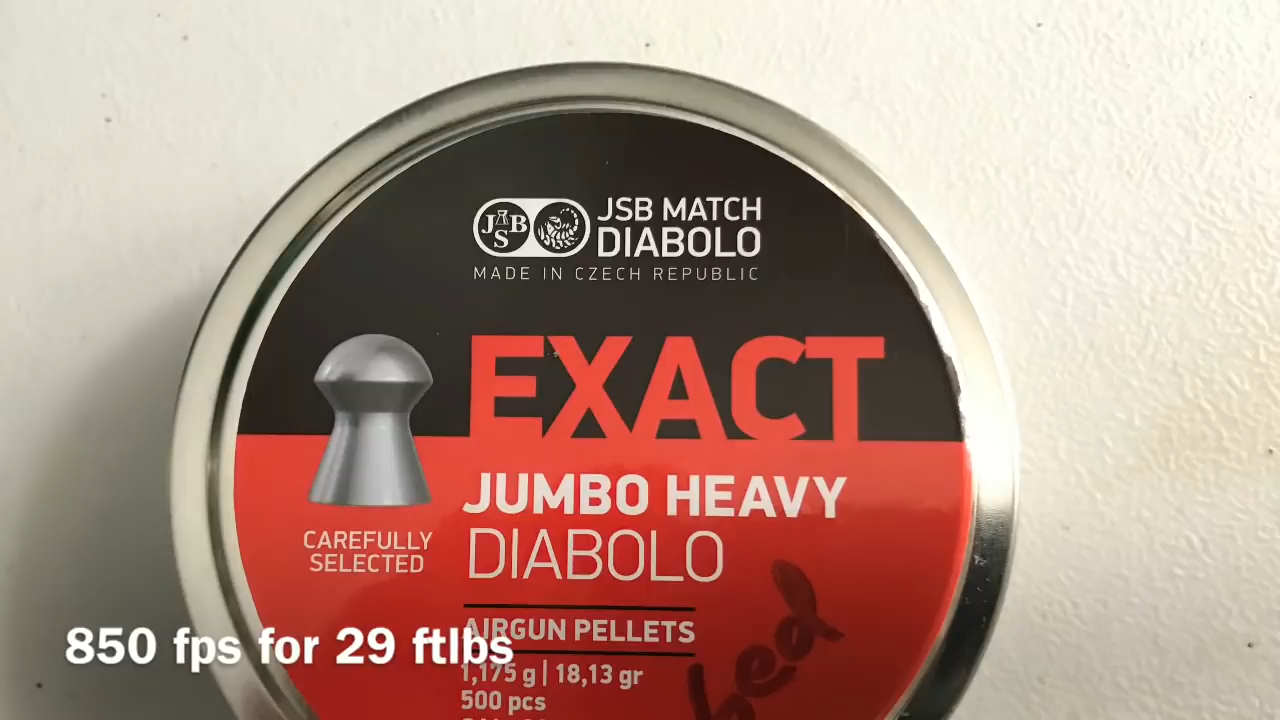 JSB
JSB MATCH
DIABOLO
MADE IN CZECH REPUBLIC
EXACT
JUMBO HEAVY
DIABOLO
CAREFULLY
SELECTED
AIRGUN PELLETS
1,175 g | 18,13 gr
500 pcs
850 fps for 29 ftlbs